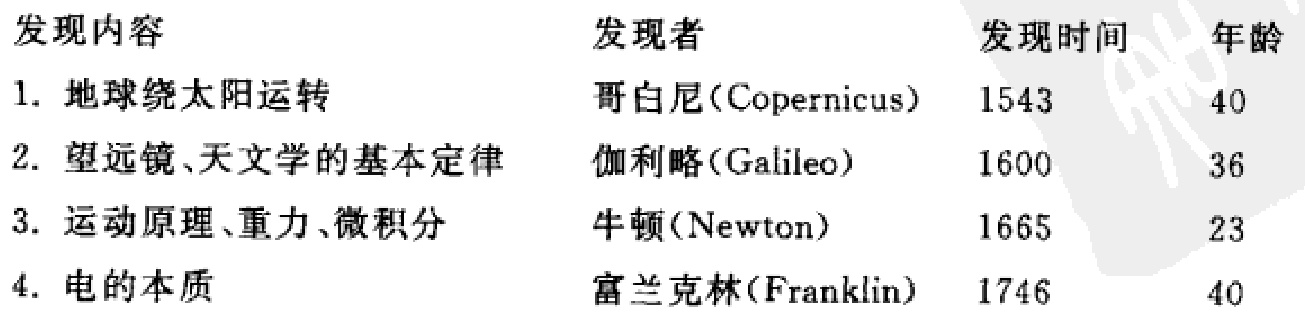 发现内容 发现者 发现时间 年龄
1. 地球绕太阳运转 哥白尼(Copernicus) 1543 40
2. 望远镜、天文学的基本定律 伽利略(Galileo) 1600 36
3. 运动原理、重力、微积分 牛顿(Newton) 1665 23
4. 电的本质 富兰克林(Franklin) 1746 40